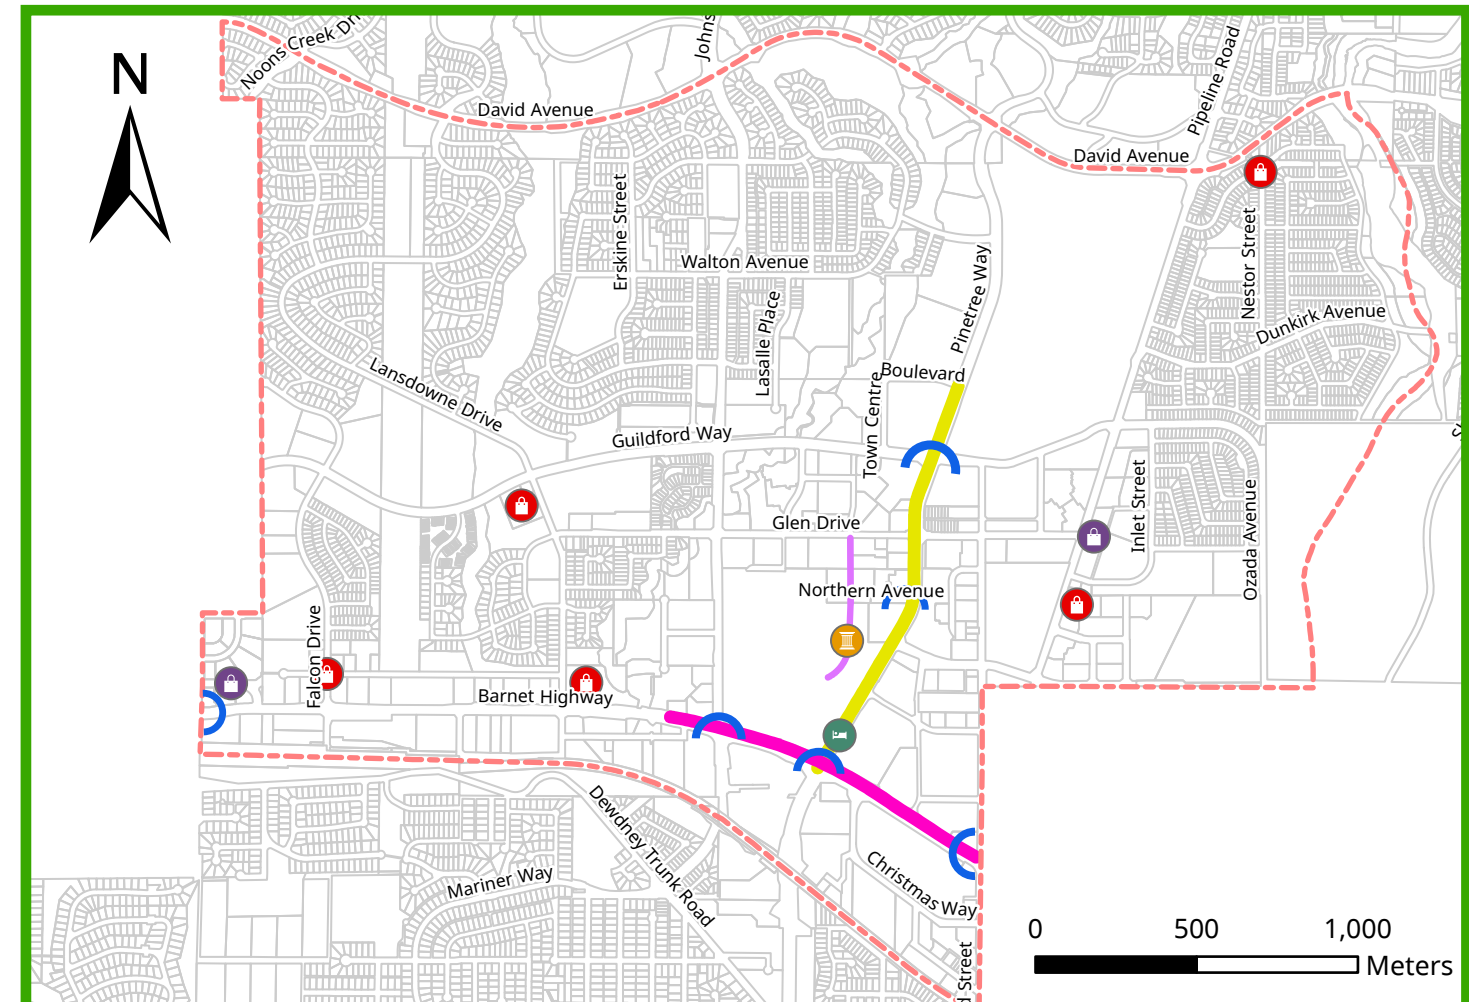 Noons Creek Dri
Johns
N
David Avenue
Pipeline Road
David Avenue
Erskine Street
Nestor Street
Walton Avenue
Pinetree Way
Lasalle Place
Dunkirk Avenue
Lansdowne Drive
Boulevard
Town Centre
Guildford Way
Inlet Street
Ozada Avenue
Glen Drive
Northern Avenue
Falcon Drive
Barnet Highway
Dewdney Trunk Road
Christmas Way
Mariner Way
d Street
0 500 1,000
Meters